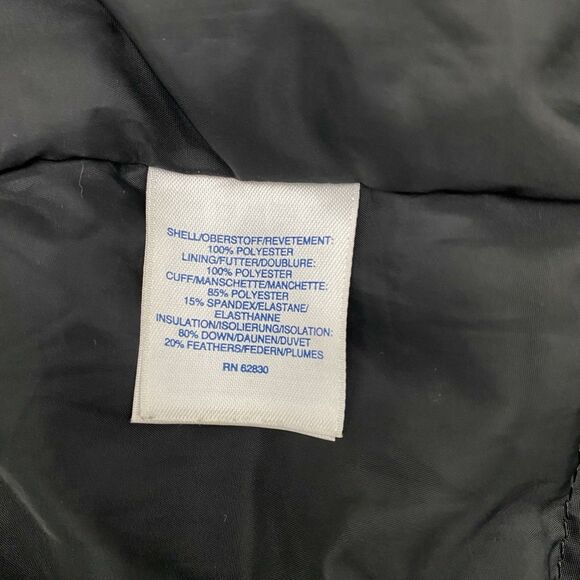 SHELL/OBERSTOFF/REVETEMENT:
100% POLYESTER
LINING/FUTTER/DOUBLURE:
100% POLYESTER
CUFF/MANSCHETTE/MANCHETTE:
85% POLYESTER
15% SPANDEX/ELASTANE/
ELASTHANNE
INSULATION/ISOLIERUNG/ISOLATION:
80% DOWN/DAUNEN/DUVET
20% FEATHERS/FEDERN/PLUMES
RN 62830